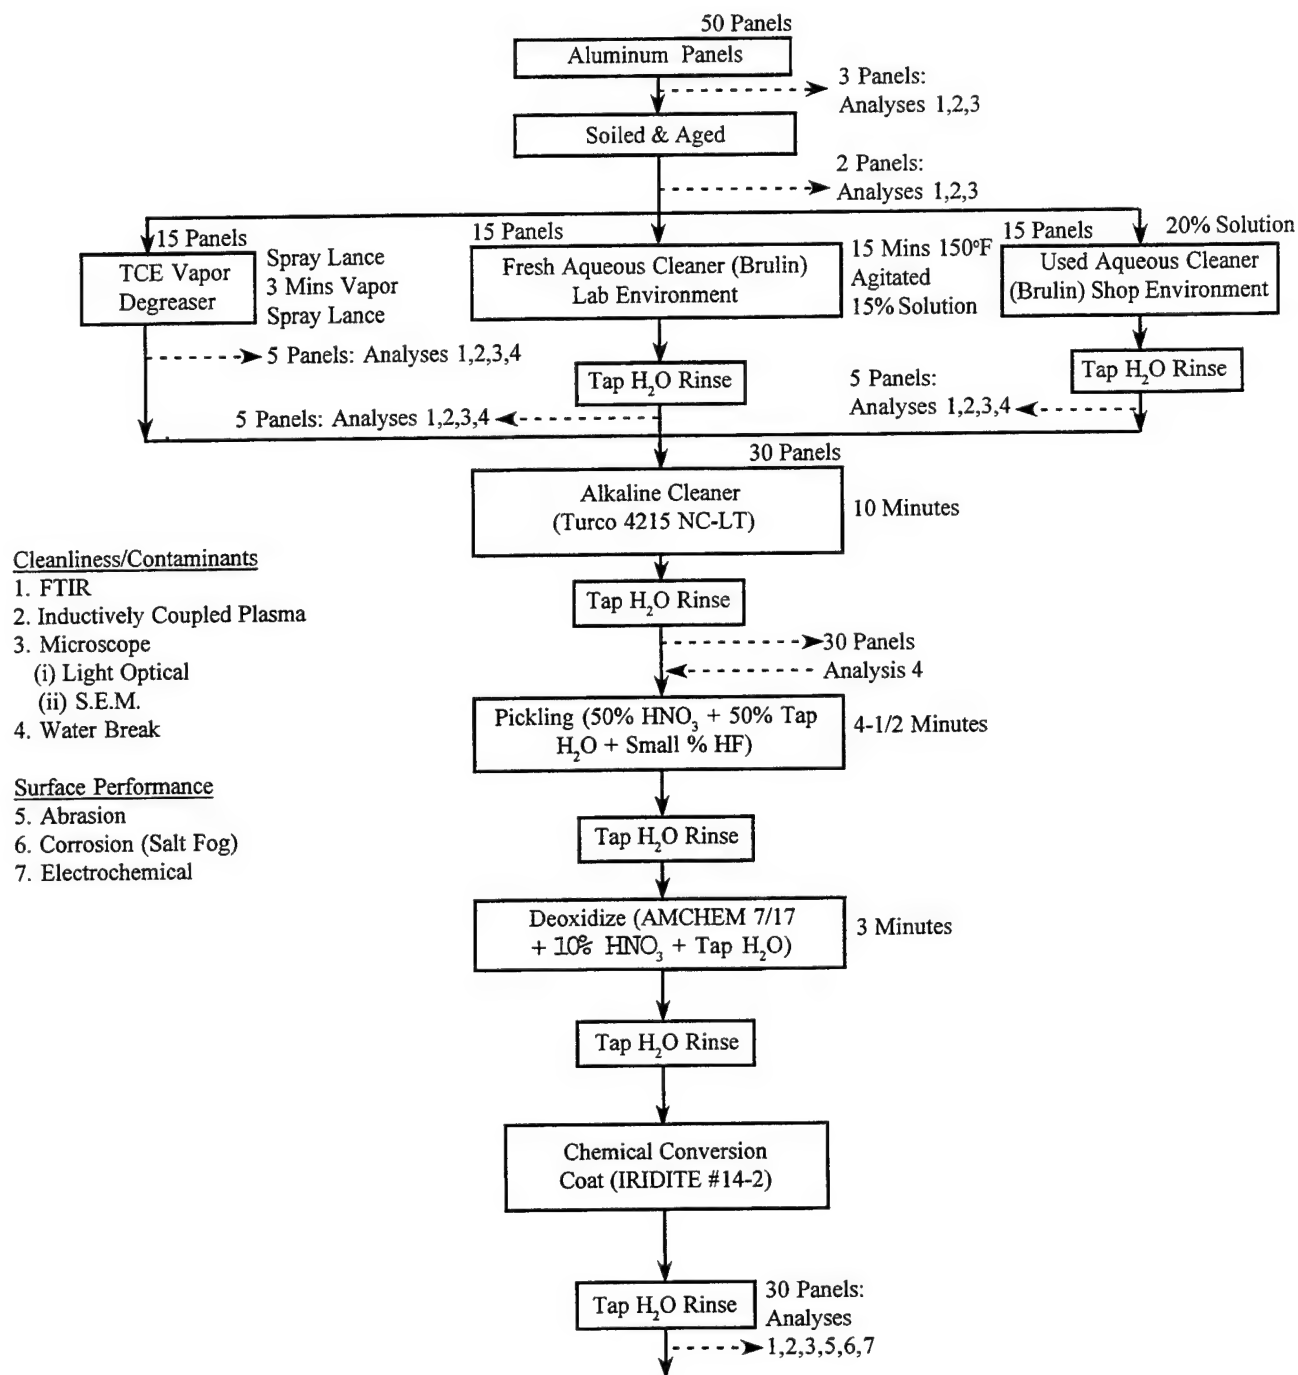 50 Panels
Aluminum Panels
3 Panels:
Analyses 1,2,3
Soiled & Aged
2 Panels:
Analyses 1,2,3
15 Panels
TCE Vapor
Degreaser
Spray Lance
3 Mins Vapor
Spray Lance
15 Panels
Fresh Aqueous Cleaner (Brulin)
Lab Environment
15 Mins 150°F
Agitated
15% Solution
15 Panels
20% Solution
Used Aqueous Cleaner
(Brulin) Shop Environment
5 Panels: Analyses 1,2,3,4
Tap H₂O Rinse
5 Panels: Analyses 1,2,3,4
Tap H₂O Rinse
5 Panels:
Analyses 1,2,3,4
30 Panels
Alkaline Cleaner
(Turco 4215 NC-LT)
10 Minutes
Tap H₂O Rinse
30 Panels
Analysis 4
Cleanliness/Contaminants
1. FTIR
2. Inductively Coupled Plasma
3. Microscope
(i) Light Optical
(ii) S.E.M.
4. Water Break
Surface Performance
5. Abrasion
6. Corrosion (Salt Fog)
7. Electrochemical
Pickling (50% HNO₃ + 50% Tap
H₂O + Small % HF)
4-1/2 Minutes
Tap H₂O Rinse
Deoxidize (AMCHEM 7/17
+ 10% HNO₃ + Tap H₂O)
3 Minutes
Tap H₂O Rinse
Chemical Conversion
Coat (IRIDITE #14-2)
Tap H₂O Rinse
30 Panels:
Analyses
1,2,3,5,6,7